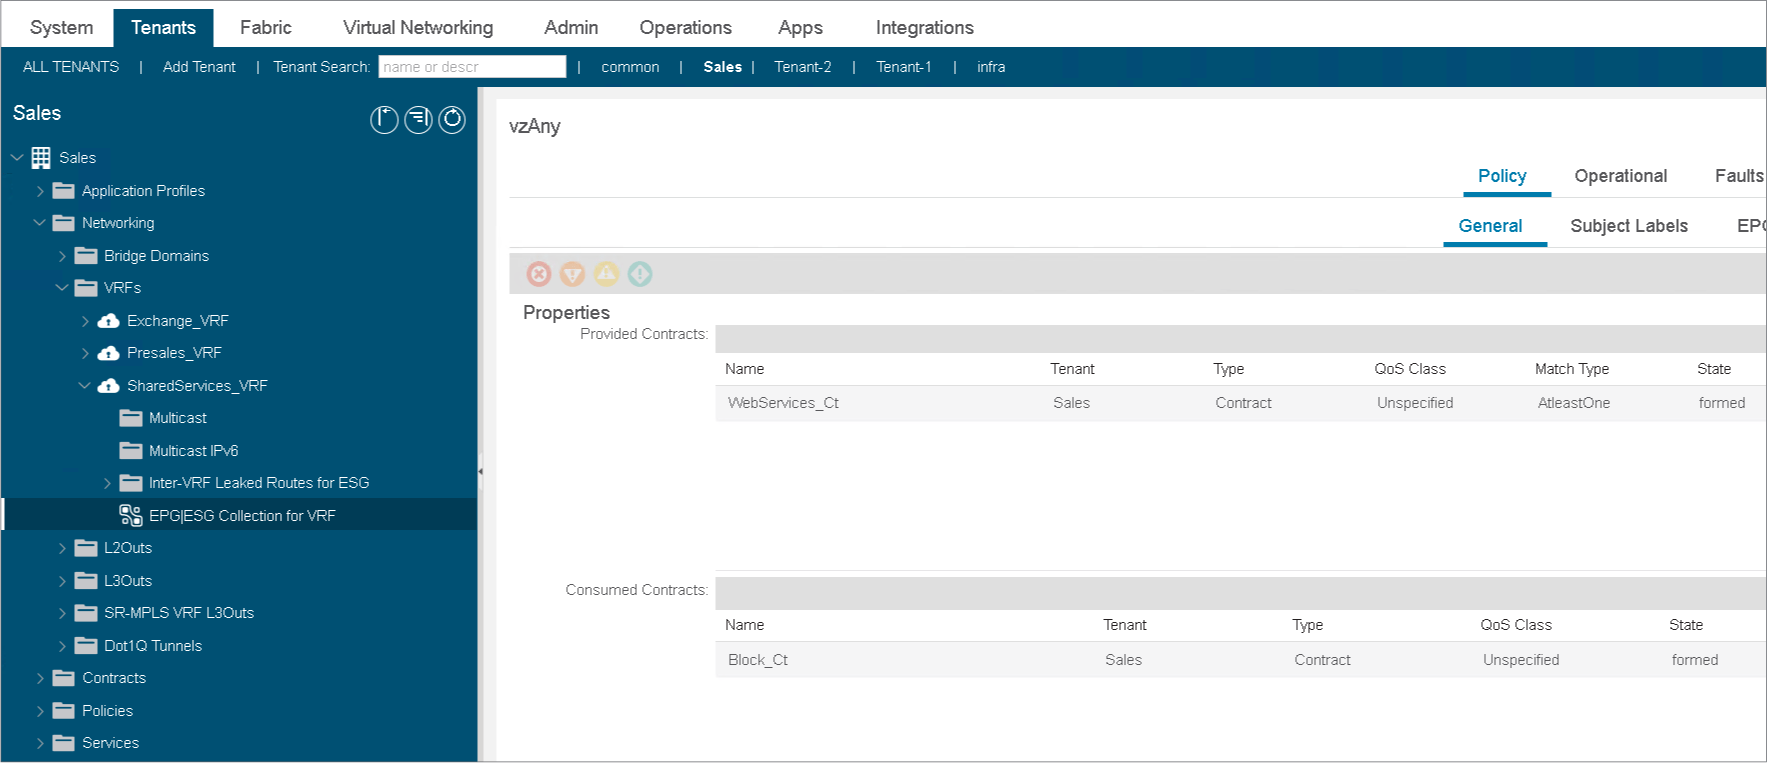 System Tenants Fabric Virtual Networking Admin Operations Apps Integrations
ALL TENANTS | Add Tenant | Tenant Search: name or descr | common | Sales | Tenant-2 | Tenant-1 | infra
Sales
Sales
Application Profiles
Networking
Bridge Domains
VRFs
Exchange_VRF
Presales_VRF
SharedServices_VRF
Multicast
Multicast IPv6
Inter-VRF Leaked Routes for ESG
EPG|ESG Collection for VRF
L2Outs
L3Outs
SR-MPLS VRF L3Outs
Dot1Q Tunnels
Contracts
Policies
Services
vzAny
Policy Operational Faults
General Subject Labels EPG
Properties
Provided Contracts:
Name Tenant Type QoS Class Match Type State
WebServices_Ct Sales Contract Unspecified AtleastOne formed
Consumed Contracts:
Name Tenant Type QoS Class State
Block_Ct Sales Contract Unspecified formed